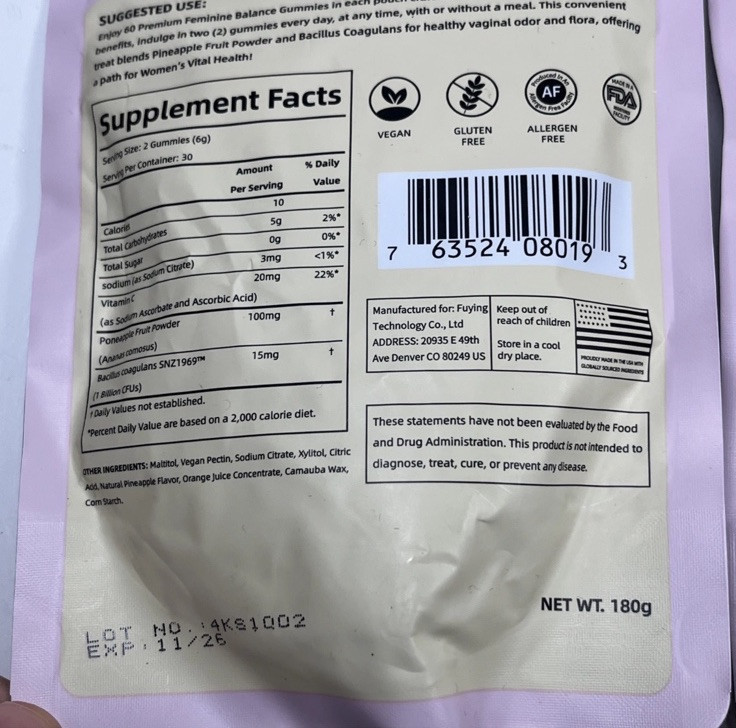 SUGGESTED USE:
Enjoy 60 Premium Feminine Balance Gummies in each
benefits, indulge in two (2) gummies every day, at any time, with or without a meal. This convenient
treat blends Pineapple Fruit Powder and Bacillus Coagulans for healthy vaginal odor and flora, offering
a path for Women's Vital Health!
Supplement Facts
Serving Size: 2 Gummies (6g)
Serving Per Container: 30
Amount Per Serving
% Daily Value
Calories 10
Total Carbohydrates 5g 2%*
Total Sugar 0g 0%*
sodium (as Sodium Citrate) 3mg <1%*
Vitamin C 20mg 22%*
(as Sodium Ascorbate and Ascorbic Acid)
Poneapple Fruit Powder 100mg †
(Ananas comosus)
Bacillus coagulans SNZ1969™ 15mg †
(1 Billion CFUs)
† Daily Values not established.
*Percent Daily Value are based on a 2,000 calorie diet.
OTHER INGREDIENTS: Maltitol, Vegan Pectin, Sodium Citrate, Xylitol, Citric
Acid, Natural Pineapple Flavor, Orange Juice Concentrate, Carnauba Wax,
Corn Starch.
LOT NO.:4KS1002
EXP:11/26
VEGAN
GLUTEN
FREE
Produced in An
AF
Allergen Free Facility
ALLERGEN
FREE
MADE IN A
FDA
FACILITY
7 63524 08019 3
Manufactured for: Fuying
Technology Co., Ltd
ADDRESS: 20935 E 49th
Ave Denver CO 80249 US
Keep out of
reach of children
Store in a cool
dry place.
PROUDLY MADE IN THE USA WITH
GLOBALLY SOURCED INGREDIENTS
These statements have not been evaluated by the Food
and Drug Administration. This product is not intended to
diagnose, treat, cure, or prevent any disease.
NET WT. 180g